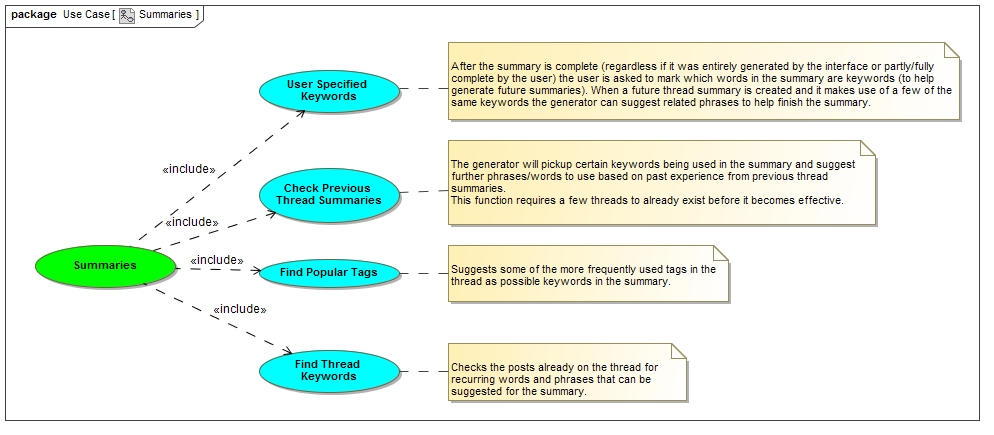 package Use Case [ Summaries ]
User Specified
Keywords
After the summary is complete (regardless if it was entirely generated by the interface or partly/fully
complete by the user) the user is asked to mark which words in the summary are keywords (to help
generate future summaries). When a future thread summary is created and it makes use of a few of the
same keywords the generator can suggest related phrases to help finish the summary.
«include»
Check Previous
Thread Summaries
The generator will pickup certain keywords being used in the summary and suggest
further phrases/words to use based on past experience from previous thread
summaries.
This function requires a few threads to already exist before it becomes effective.
«include»
Summaries
«include»
Find Popular Tags
Suggests some of the more frequently used tags in the
thread as possible keywords in the summary.
«include»
Find Thread
Keywords
Checks the posts already on the thread for
recurring words and phrases that can be
suggested for the summary.